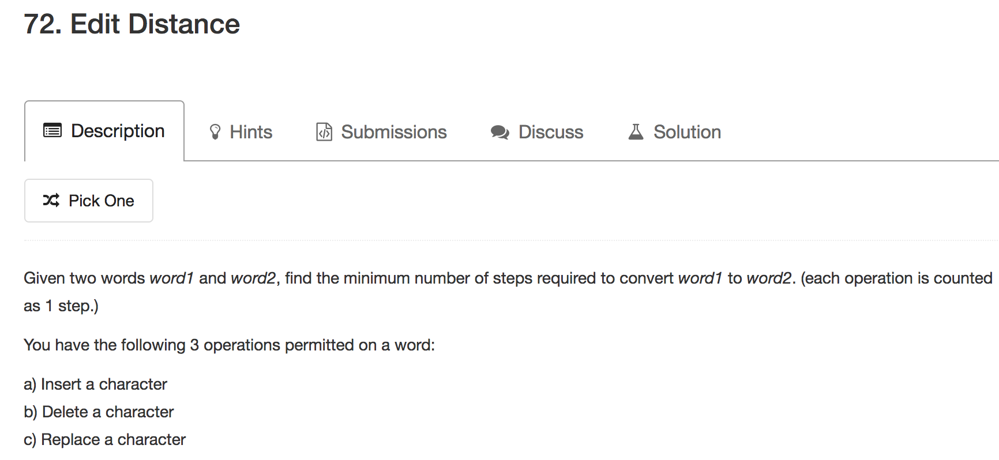 72. Edit Distance
Description
Hints
Submissions
Discuss
Solution
Pick One
Given two words word1 and word2, find the minimum number of steps required to convert word1 to word2. (each operation is counted
as 1 step.)
You have the following 3 operations permitted on a word:
a) Insert a character
b) Delete a character
c) Replace a character